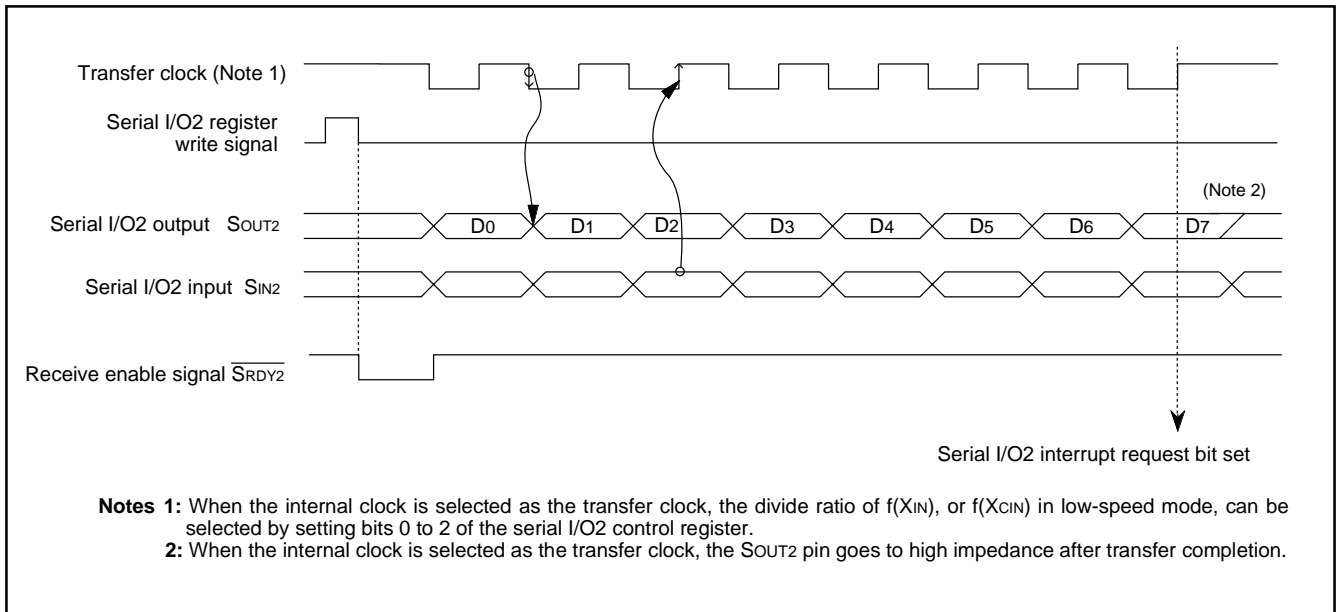 Transfer clock (Note 1)
Serial I/O2 register
write signal
(Note 2)
Serial I/O2 output SOUT2
D0 D1 D2 D3 D4 D5 D6 D7
Serial I/O2 input SIN2
Receive enable signal SRDY2
Serial I/O2 interrupt request bit set
Notes 1: When the internal clock is selected as the transfer clock, the divide ratio of f(XIN), or f(XCIN) in low-speed mode, can be
selected by setting bits 0 to 2 of the serial I/O2 control register.
2: When the internal clock is selected as the transfer clock, the SOUT2 pin goes to high impedance after transfer completion.